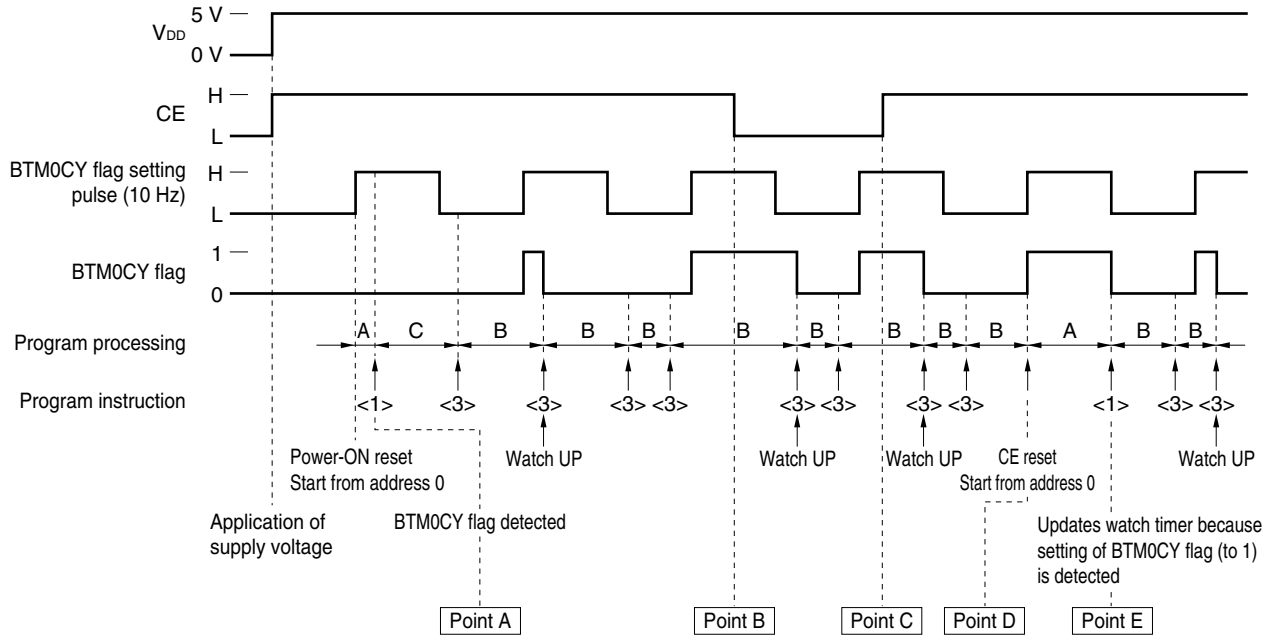 5 V
VDD
0 V
H
CE
L
BTM0CY flag setting
pulse (10 Hz)
H
L
1
BTM0CY flag
0
Program processing
A C B B B B B B B B A B B
Program instruction
<1> <3> <3> <3> <3> <3> <3> <3> <3> <1> <3> <3>
Power-ON reset
Start from address 0
Watch UP
Watch UP
Watch UP
CE reset
Start from address 0
Watch UP
Application of
supply voltage
BTM0CY flag detected
Updates watch timer because
setting of BTM0CY flag (to 1)
is detected
Point A
Point B
Point C
Point D
Point E